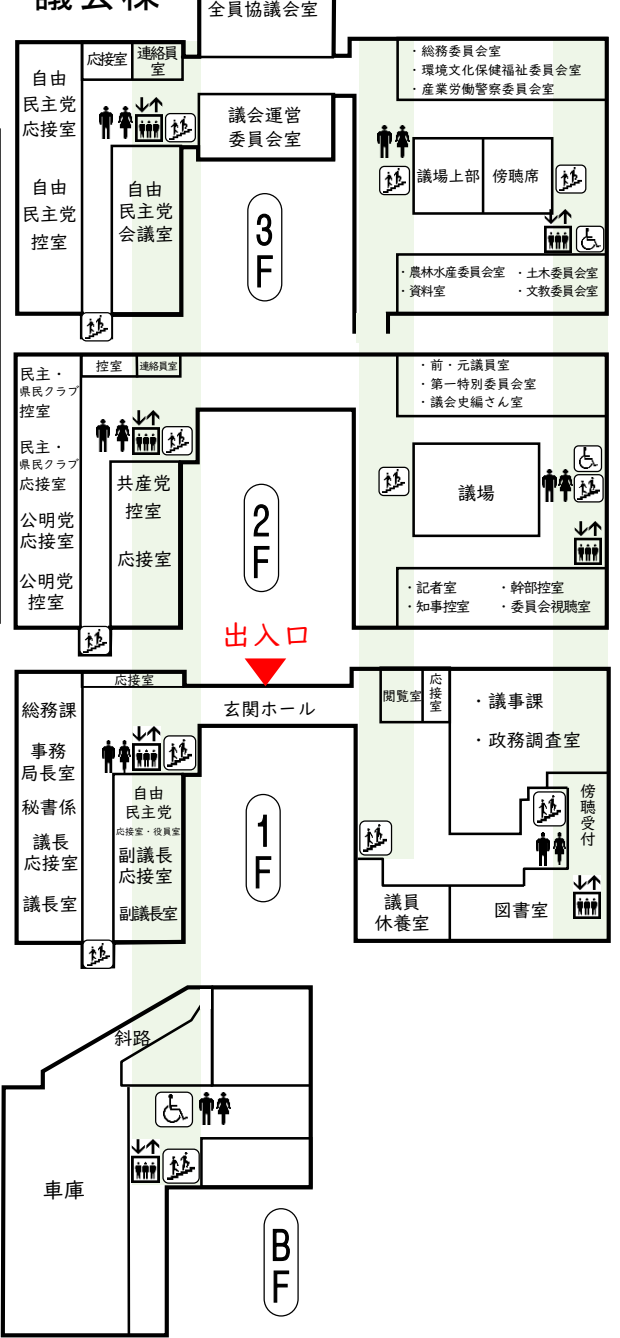 議会棟
全員協議会室
応接室
連絡員
室
自由
民主党
応接室
自由
民主党
控室
自由
民主党
会議室
議会運営
委員会室
3F
・総務委員会室
・環境文化保健福祉委員会室
・産業労働警察委員会室
議場上部
傍聴席
・農林水産委員会室
・土木委員会室
・資料室
・文教委員会室
民主・
県民クラブ
控室
民主・
県民クラブ
応接室
公明党
応接室
公明党
控室
控室
連絡員室
共産党
控室
応接室
2F
・前・元議員室
・第一特別委員会室
・議会史編さん室
議場
・記者室
・幹部控室
・知事控室
・委員会視聴室
出入口
玄関ホール
応接室
総務課
事務
局長室
秘書係
議長
応接室
議長室
自由
民主党
応接室・役員室
副議長
応接室
副議長室
1F
閲覧室
応接室
・議事課
・政務調査室
傍聴受付
議員
休養室
図書室
斜路
車庫
BF